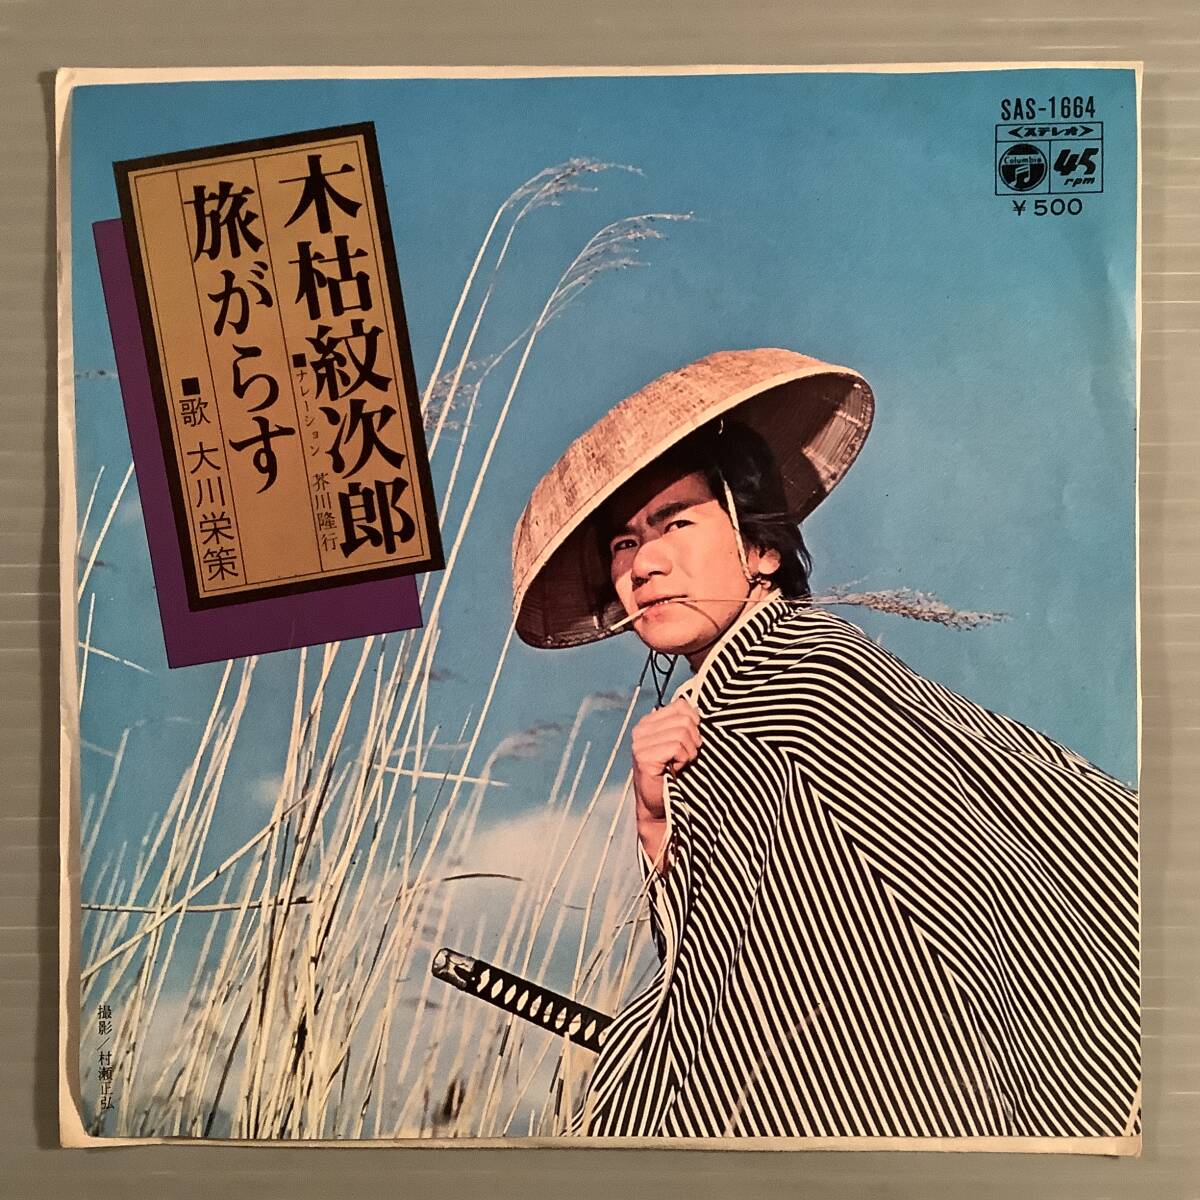 木枯紋次郎
■ナレーション 芥川隆行
旅がらす
■歌 大川栄策
SAS-1664
<ステレオ>
Columbia
45 rpm
¥500
撮影/村瀬正弘